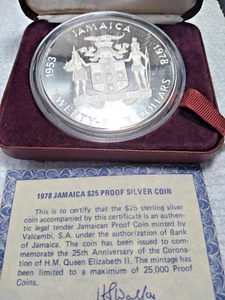 JAMAICA
1953
1978
TWENTY-FIVE DOLLARS
1978 JAMAICA $25 PROOF SILVER COIN
This is to certify that the $25 sterling silver
coin accompanied by this certificate is an authen-
tic legal tender Jamaican Proof Coin minted by
Valcambi, S.A. under the authorization of Bank
of Jamaica. The coin has been issued to com-
memorate the 25th Anniversary of the Corona-
tion of H.M. Queen Elizabeth II. The mintage has
been limited to a maximum of 25,000 Proof Coins.